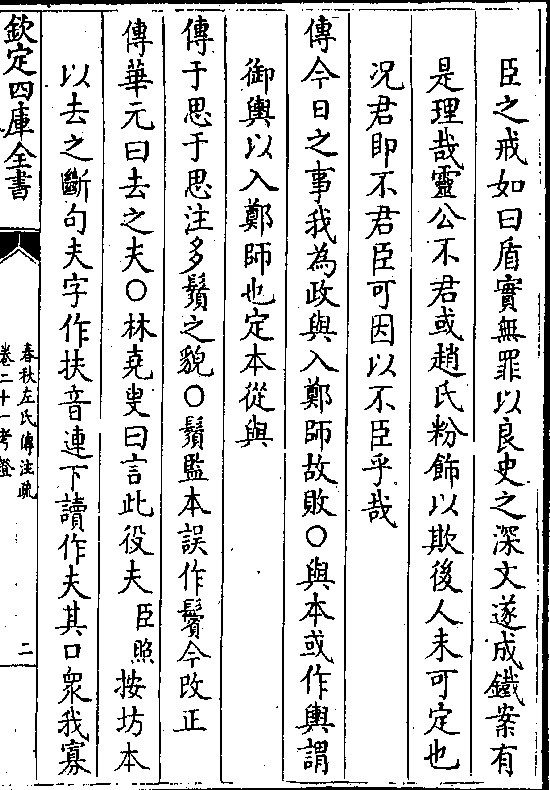 臣之戒如曰盾實無罪以良史之深文遂成鐵案有
是理哉靈公不君或趙氏粉飾以欺後人未可定也
况君即不君臣可因以不臣乎哉
傳今日之事我為政與入鄭師故敗○與本或作輿謂
御輿以入鄭師也定本從與
傳于思于思注多鬚之貌○鬚監本誤作鬢今改正
傳華元曰去之夫○林堯叟曰言此役夫臣照按坊本
以去之斷句夫字作扶音連下讀作夫其口衆我寡
欽定四庫全書
春秋左氏傳注疏
卷二十一考證
二